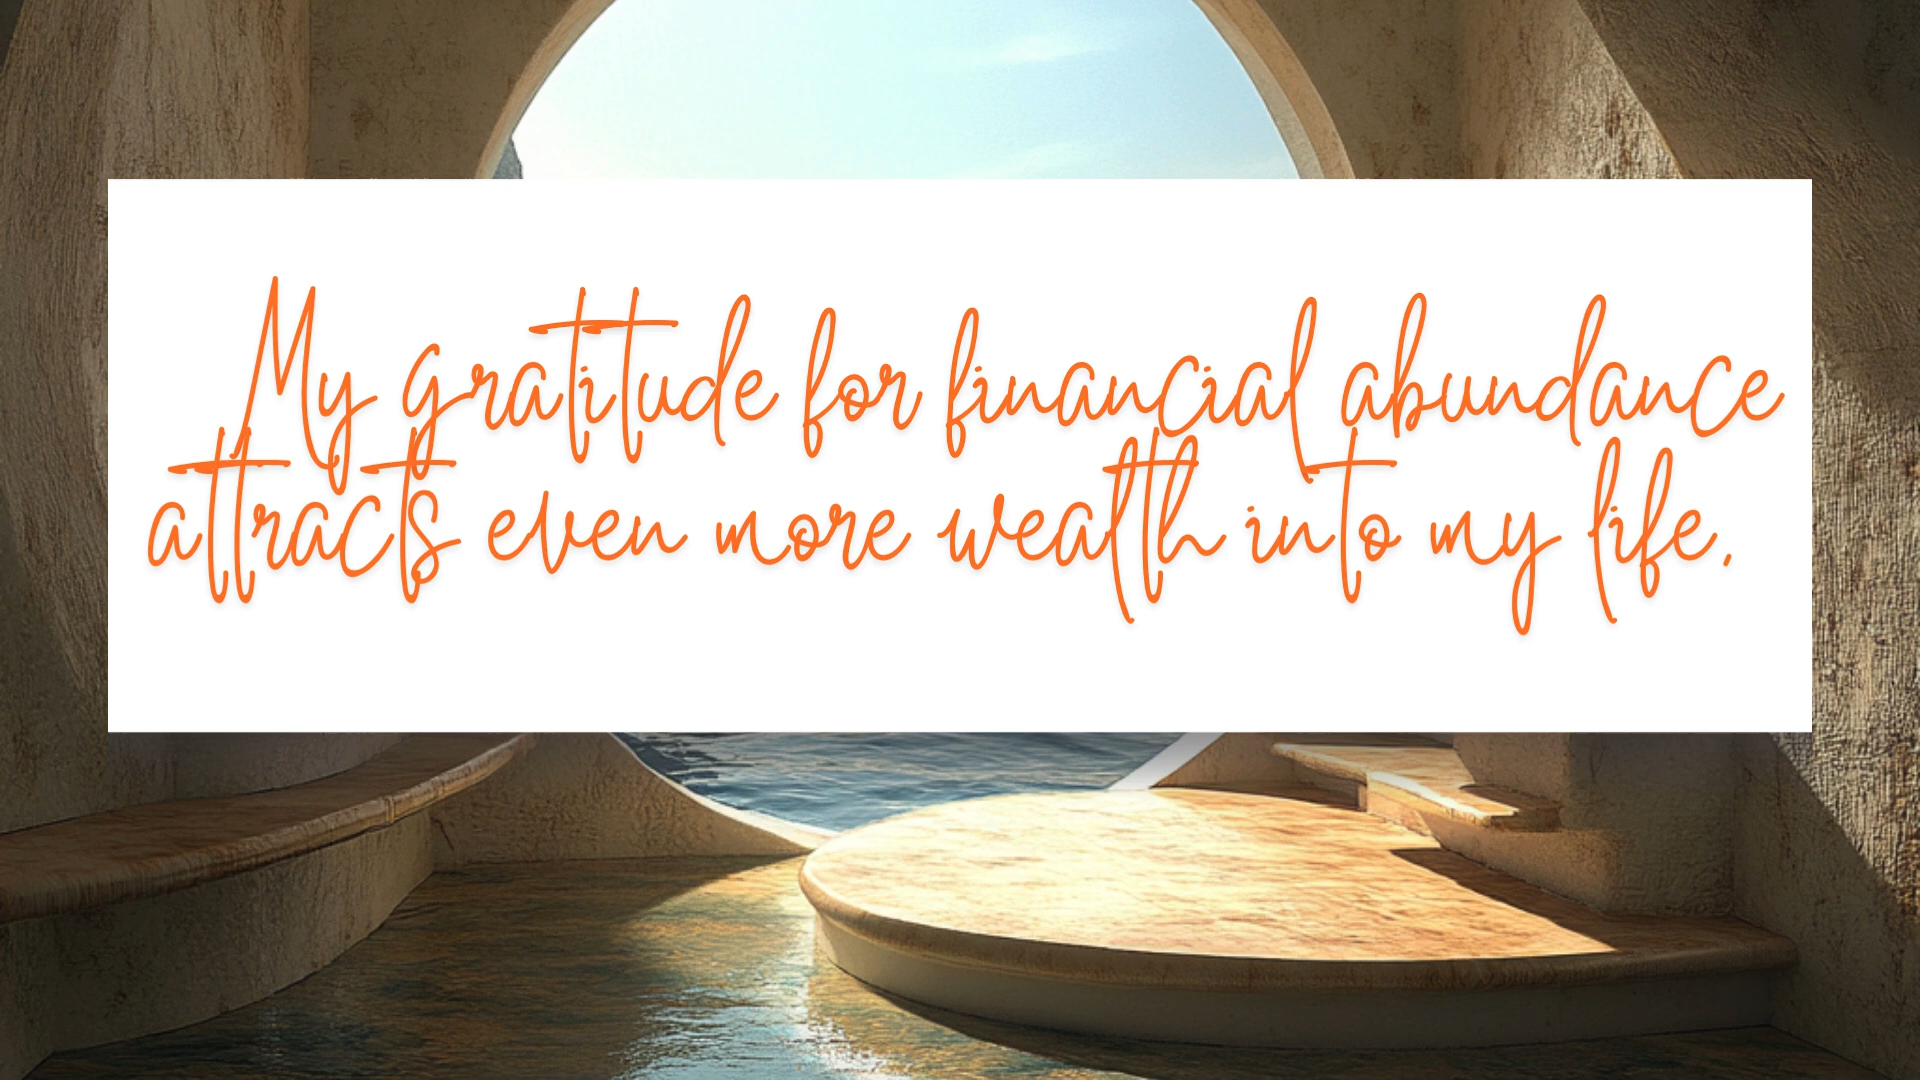 My gratitude for financial abundance
attracts even more wealth into my life.